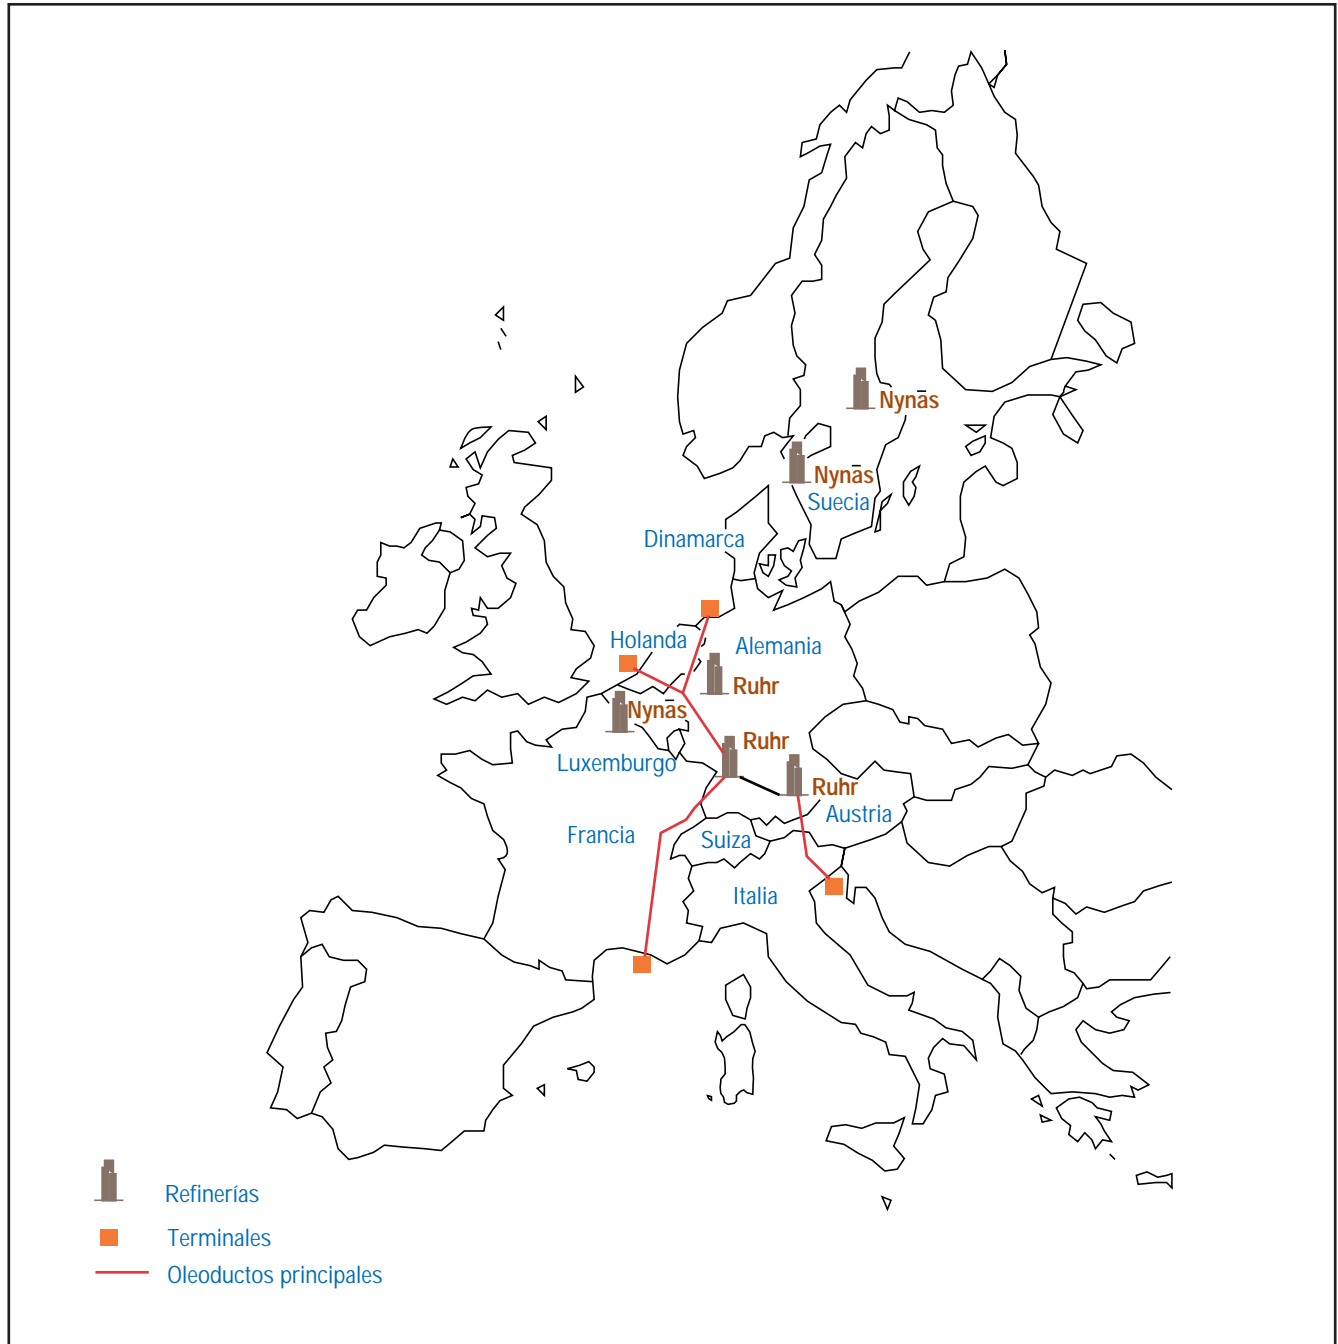 Nynās
Nynās
Suecia
Dinamarca
Holanda
Alemania
Ruhr
Nynās
Ruhr
Luxemburgo
Ruhr
Austria
Francia
Suiza
Italia
Refinerías
Terminales
Oleoductos principales